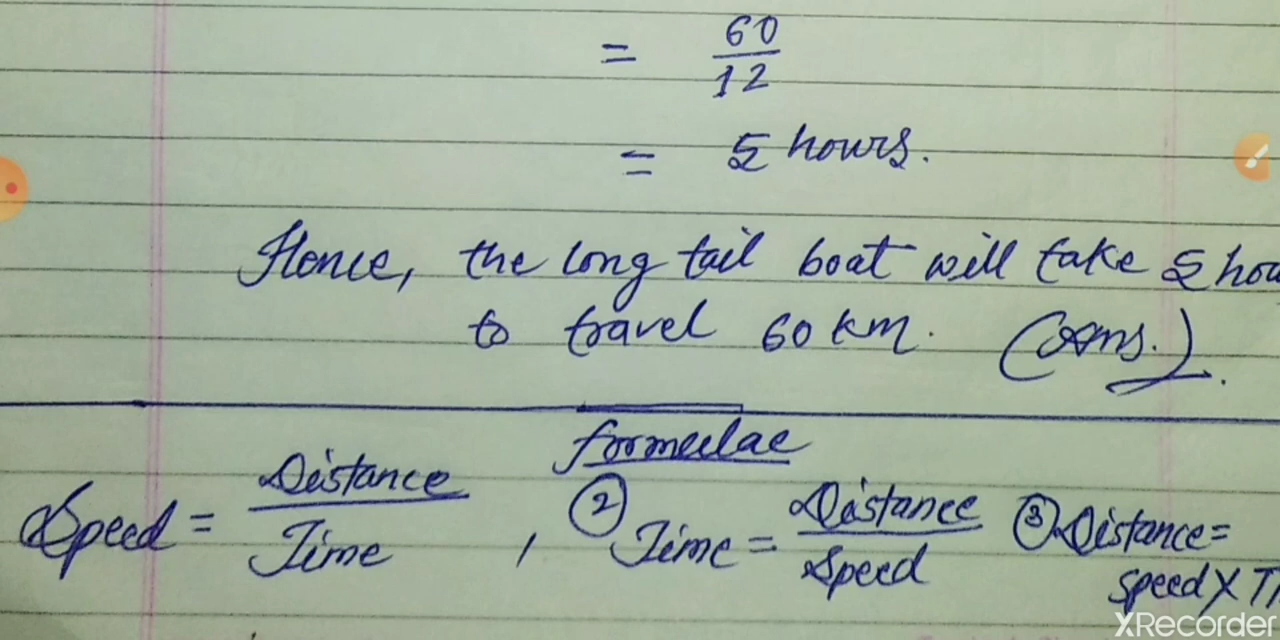 = 60/12
= 5 hours.
Hence, the long tail boat will take 5 hou
to travel 60 km. (Ans.).
formulae
Speed = Distance/Time , ② Time = Distance/Speed ③ Distance =
speed X Ti
XRecorder